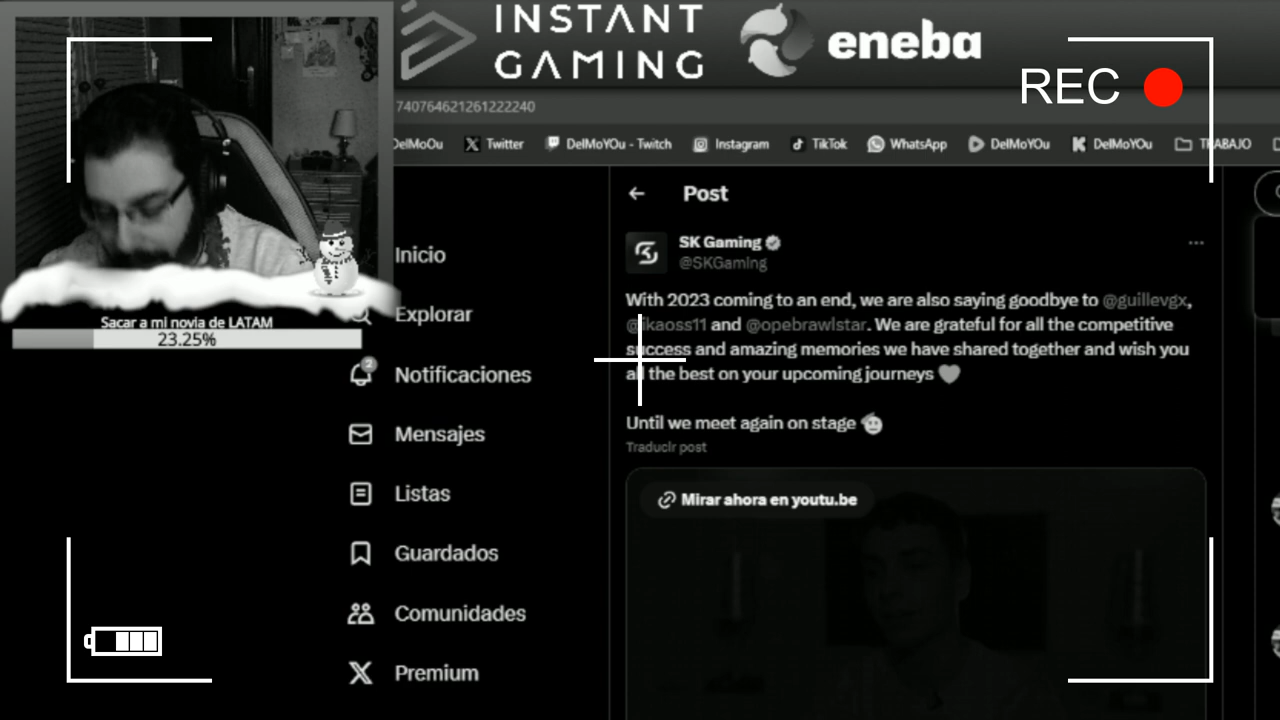 INSTANT
GAMING
eneba
REC
740764621261222240
DelMoOu
Twitter
DelMoYOu - Twitch
Instagram
TikTok
WhatsApp
DelMoYOu
DelMoYOu
TRABAJO
Post
SK Gaming
@SKGaming
Inicio
Explorar
Notificaciones
2
Mensajes
Listas
Guardados
Comunidades
Premium
Sacar a mi novia de LATAM
23.25%
With 2023 coming to an end, we are also saying goodbye to @guillevgx,
@ikaoss11 and @opebrawlstar. We are grateful for all the competitive
success and amazing memories we have shared together and wish you
all the best on your upcoming journeys
Until we meet again on stage
Traducir post
Mirar ahora en youtu.be